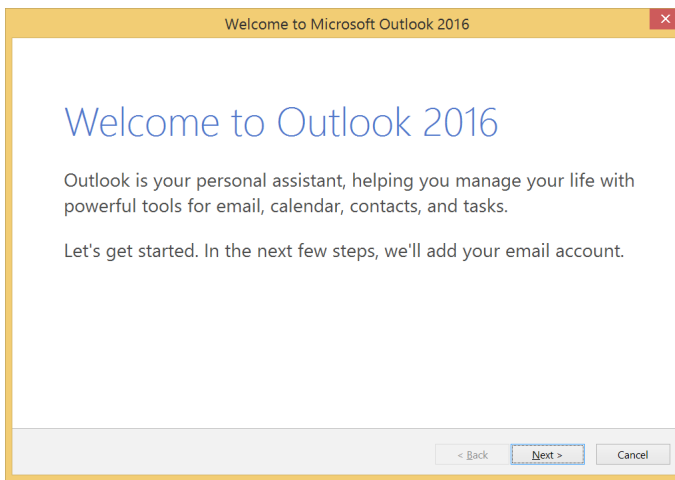 Welcome to Microsoft Outlook 2016
Welcome to Outlook 2016
Outlook is your personal assistant, helping you manage your life with
powerful tools for email, calendar, contacts, and tasks.
Let's get started. In the next few steps, we'll add your email account.
< Back
Next >
Cancel